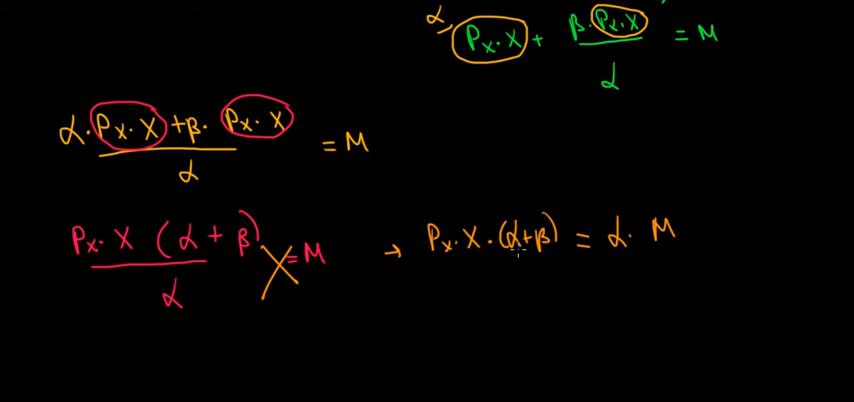 α
Px·X + β·Px·X / α = M
α·Px·X + β·Px·X / α = M
Px·X (α + β) / α = M → Px·X·(α+β) = α·M